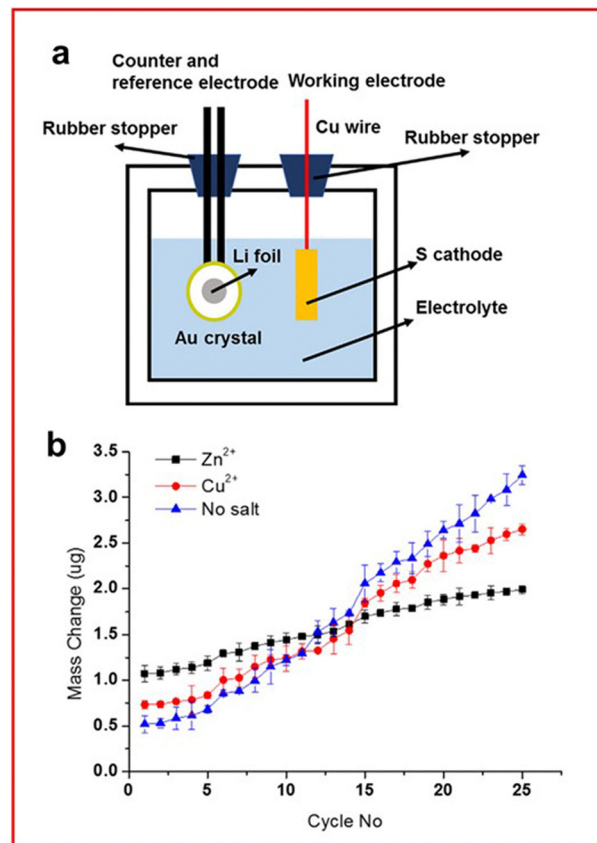 a
Counter and
reference electrode
Working electrode
Rubber stopper
Cu wire
Rubber stopper
Li foil
S cathode
Au crystal
Electrolyte
b
Zn²⁺
Cu²⁺
No salt
3.5
3.0
2.5
2.0
1.5
1.0
0.5
0.0
Mass Change (ug)
0 5 10 15 20 25
Cycle No